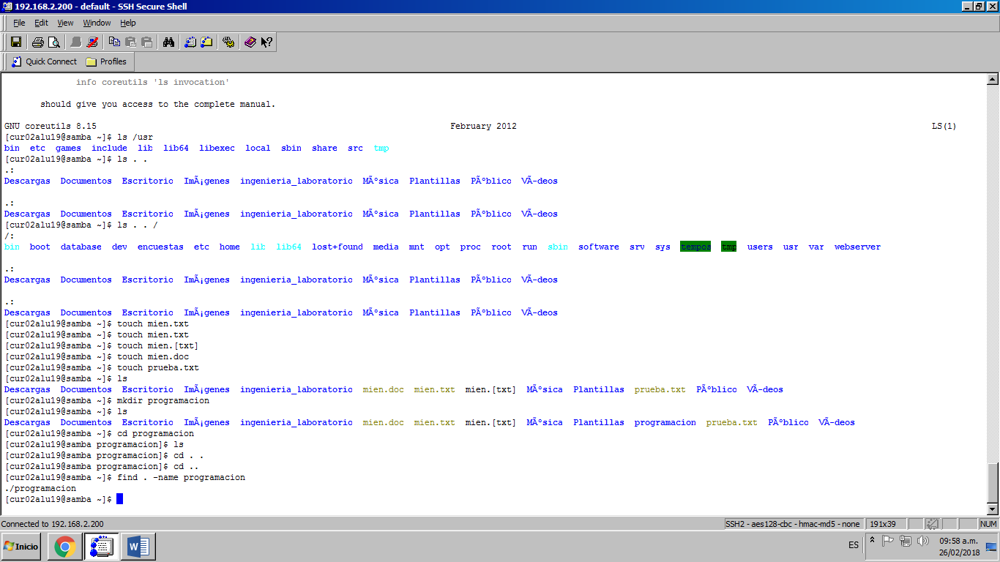 192.168.2.200 - default - SSH Secure Shell
File Edit View Window Help
Quick Connect Profiles
info coreutils 'ls invocation'
should give you access to the complete manual.
GNU coreutils 8.15 February 2012 LS(1)
[cur02alu19@samba ~]$ ls /usr
bin etc games include lib lib64 libexec local sbin share src tmp
[cur02alu19@samba ~]$ ls . .
.:
Descargas Documentos Escritorio ImÃ¡genes ingenieria_laboratorio MÃºsica Plantillas PÃºblico VÃ-deos
.:
Descargas Documentos Escritorio ImÃ¡genes ingenieria_laboratorio MÃºsica Plantillas PÃºblico VÃ-deos
[cur02alu19@samba ~]$ ls . . /
/:
bin boot database dev encuestas etc home lib lib64 lost+found media mnt opt proc root run sbin software srv sys tempos tmp users usr var webserver
.:
Descargas Documentos Escritorio ImÃ¡genes ingenieria_laboratorio MÃºsica Plantillas PÃºblico VÃ-deos
.:
Descargas Documentos Escritorio ImÃ¡genes ingenieria_laboratorio MÃºsica Plantillas PÃºblico VÃ-deos
[cur02alu19@samba ~]$ touch mien.txt
[cur02alu19@samba ~]$ touch mien.txt
[cur02alu19@samba ~]$ touch mien.[txt]
[cur02alu19@samba ~]$ touch mien.doc
[cur02alu19@samba ~]$ touch prueba.txt
[cur02alu19@samba ~]$ ls
Descargas Documentos Escritorio ImÃ¡genes ingenieria_laboratorio mien.doc mien.txt mien.[txt] MÃºsica Plantillas prueba.txt PÃºblico VÃ-deos
[cur02alu19@samba ~]$ mkdir programacion
[cur02alu19@samba ~]$ ls
Descargas Documentos Escritorio ImÃ¡genes ingenieria_laboratorio mien.doc mien.txt mien.[txt] MÃºsica Plantillas programacion prueba.txt PÃºblico VÃ-deos
[cur02alu19@samba ~]$ cd programacion
[cur02alu19@samba programacion]$ ls
[cur02alu19@samba programacion]$ cd . .
[cur02alu19@samba programacion]$ cd ..
[cur02alu19@samba ~]$ find . -name programacion
./programacion
[cur02alu19@samba ~]$
Connected to 192.168.2.200 SSH2 - aes128-cbc - hmac-md5 - none 191x39 NUM
Inicio ES 09:58 a.m.
26/02/2018